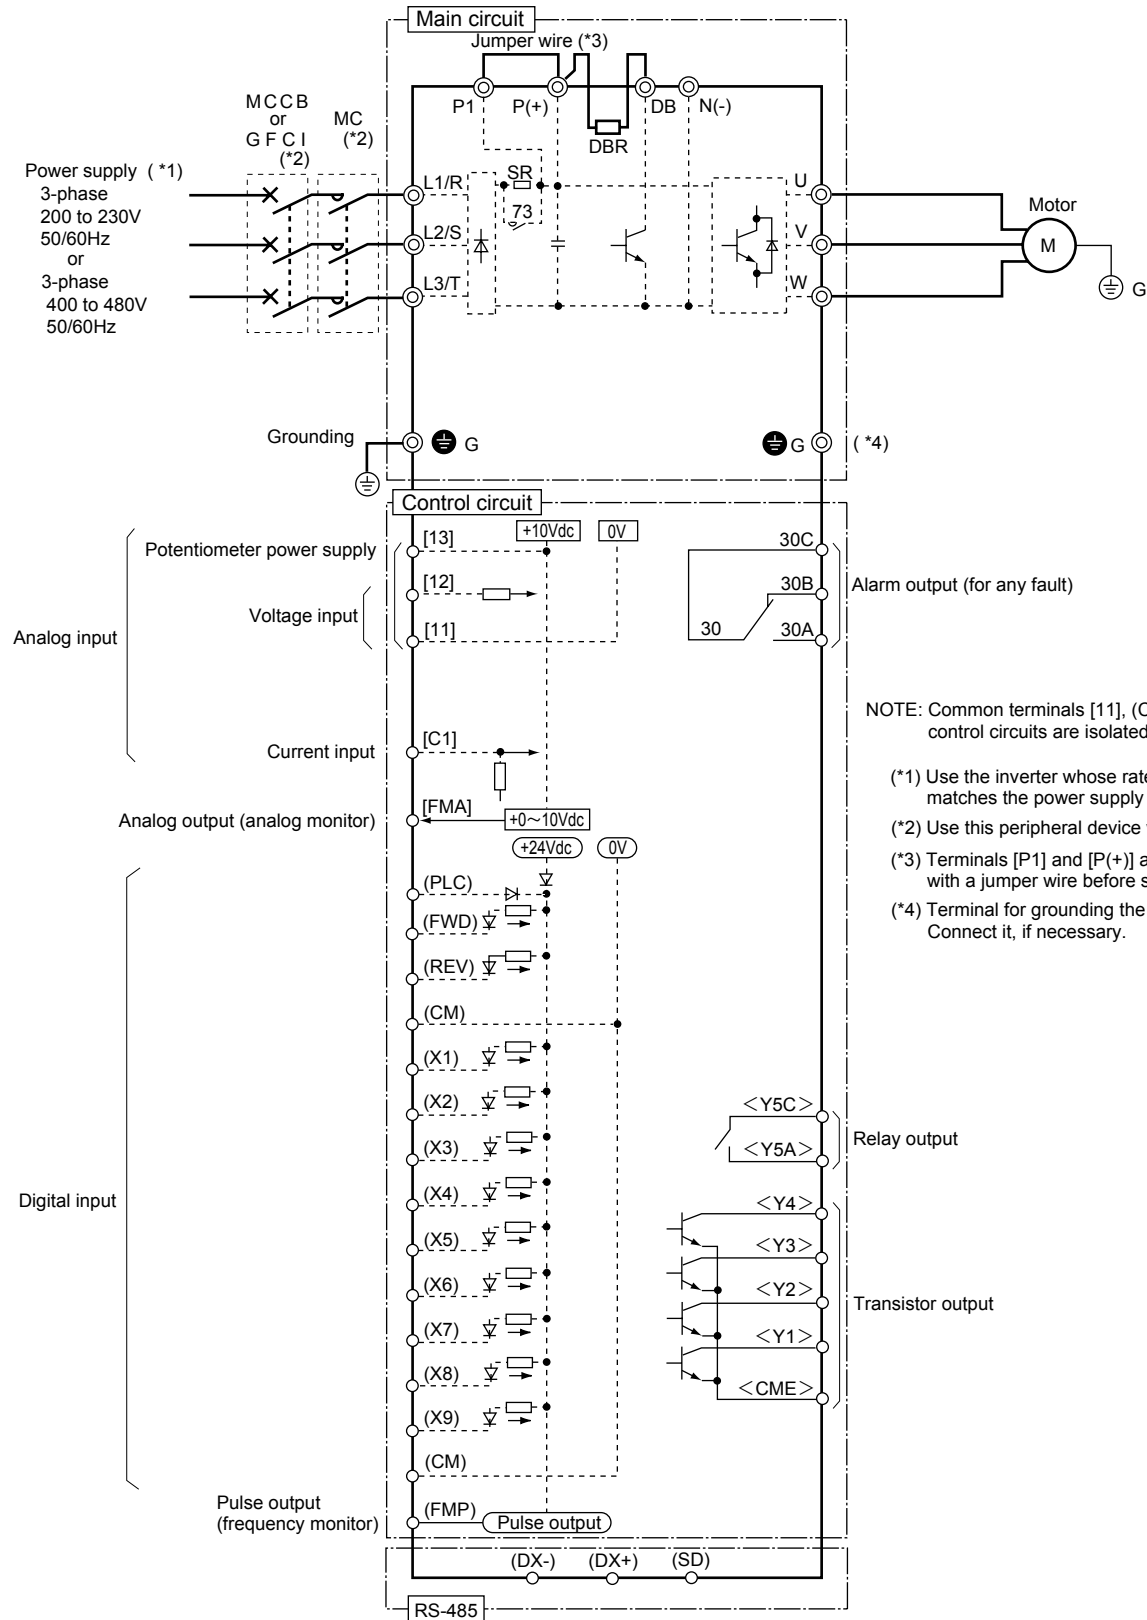 Main circuit
Jumper wire (*3)
P1
P(+)
DB
N(-)
DBR
MCCB
or
GFCI
(*2)
MC
(*2)
Power supply (*1)
3-phase
200 to 230V
50/60Hz
or
3-phase
400 to 480V
50/60Hz
L1/R
L2/S
L3/T
SR
73
U
V
W
Motor
M
G
Grounding
G
G
(*4)
Control circuit
Potentiometer power supply
[13]
+10Vdc
0V
[12]
Voltage input
[11]
Analog input
Current input
[C1]
Analog output (analog monitor)
[FMA]
+0～10Vdc
+24Vdc
0V
30C
30B
30
30A
Alarm output (for any fault)
NOTE: Common terminals [11], (C
control circuits are isolated
(*1) Use the inverter whose rate
matches the power supply
(*2) Use this peripheral device
(*3) Terminals [P1] and [P(+)] a
with a jumper wire before s
(*4) Terminal for grounding the
Connect it, if necessary.
Digital input
(PLC)
(FWD)
(REV)
(CM)
(X1)
(X2)
(X3)
(X4)
(X5)
(X6)
(X7)
(X8)
(X9)
(CM)
<Y5C>
<Y5A>
Relay output
<Y4>
<Y3>
<Y2>
<Y1>
<CME>
Transistor output
Pulse output
(frequency monitor)
(FMP)
Pulse output
(DX-)
(DX+)
(SD)
RS-485